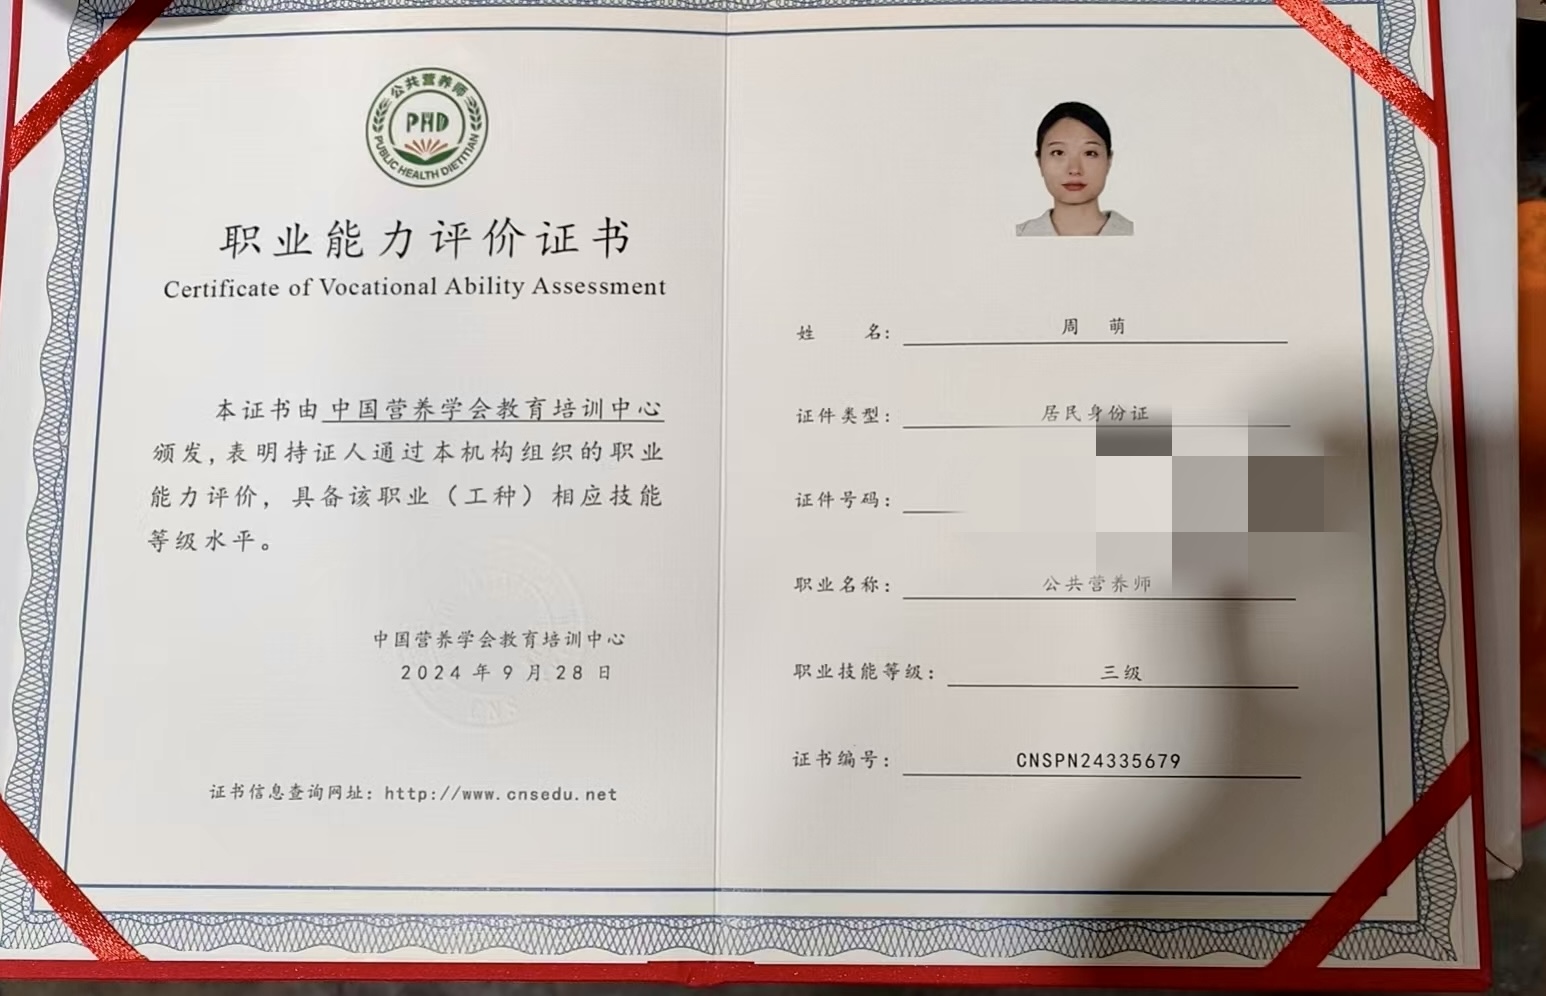 公共营养师
PHD
PUBLIC HEALTH DIETITIAN
职业能力评价证书
Certificate of Vocational Ability Assessment
本证书由 中国营养学会教育培训中心
颁发，表明持证人通过本机构组织的职业
能力评价，具备该职业（工种）相应技能
等级水平。
中国营养学会教育培训中心
2024 年 9 月 28 日
CNS
证书信息查询网址：http://www.cnsedu.net
姓 名： 周 萌
证件类型： 居民身份证
证件号码：
职业名称： 公共营养师
职业技能等级： 三级
证书编号： CNSPN24335679